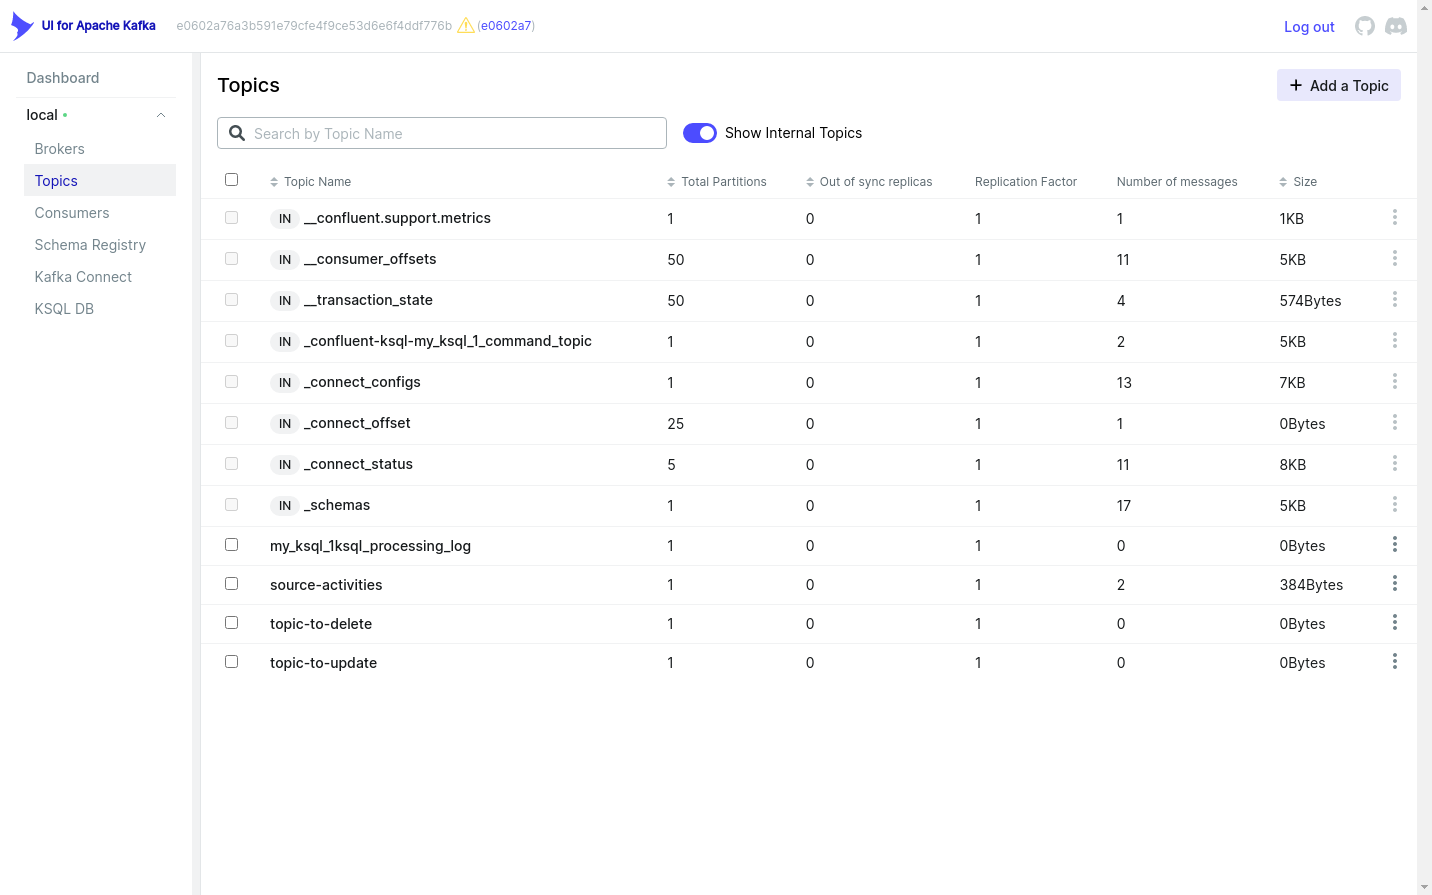 UI for Apache Kafka e0602a76a3b591e79cfe4f9ce53d6e6f4ddf776b (e0602a7) Log out
Dashboard
local
Brokers
Topics
Consumers
Schema Registry
Kafka Connect
KSQL DB
Topics
Add a Topic
Search by Topic Name Show Internal Topics
Topic Name Total Partitions Out of sync replicas Replication Factor Number of messages Size
IN __confluent.support.metrics 1 0 1 1 1KB
IN __consumer_offsets 50 0 1 11 5KB
IN __transaction_state 50 0 1 4 574Bytes
IN _confluent-ksql-my_ksql_1_command_topic 1 0 1 2 5KB
IN _connect_configs 1 0 1 13 7KB
IN _connect_offset 25 0 1 1 0Bytes
IN _connect_status 5 0 1 11 8KB
IN _schemas 1 0 1 17 5KB
my_ksql_1ksql_processing_log 1 0 1 0 0Bytes
source-activities 1 0 1 2 384Bytes
topic-to-delete 1 0 1 0 0Bytes
topic-to-update 1 0 1 0 0Bytes